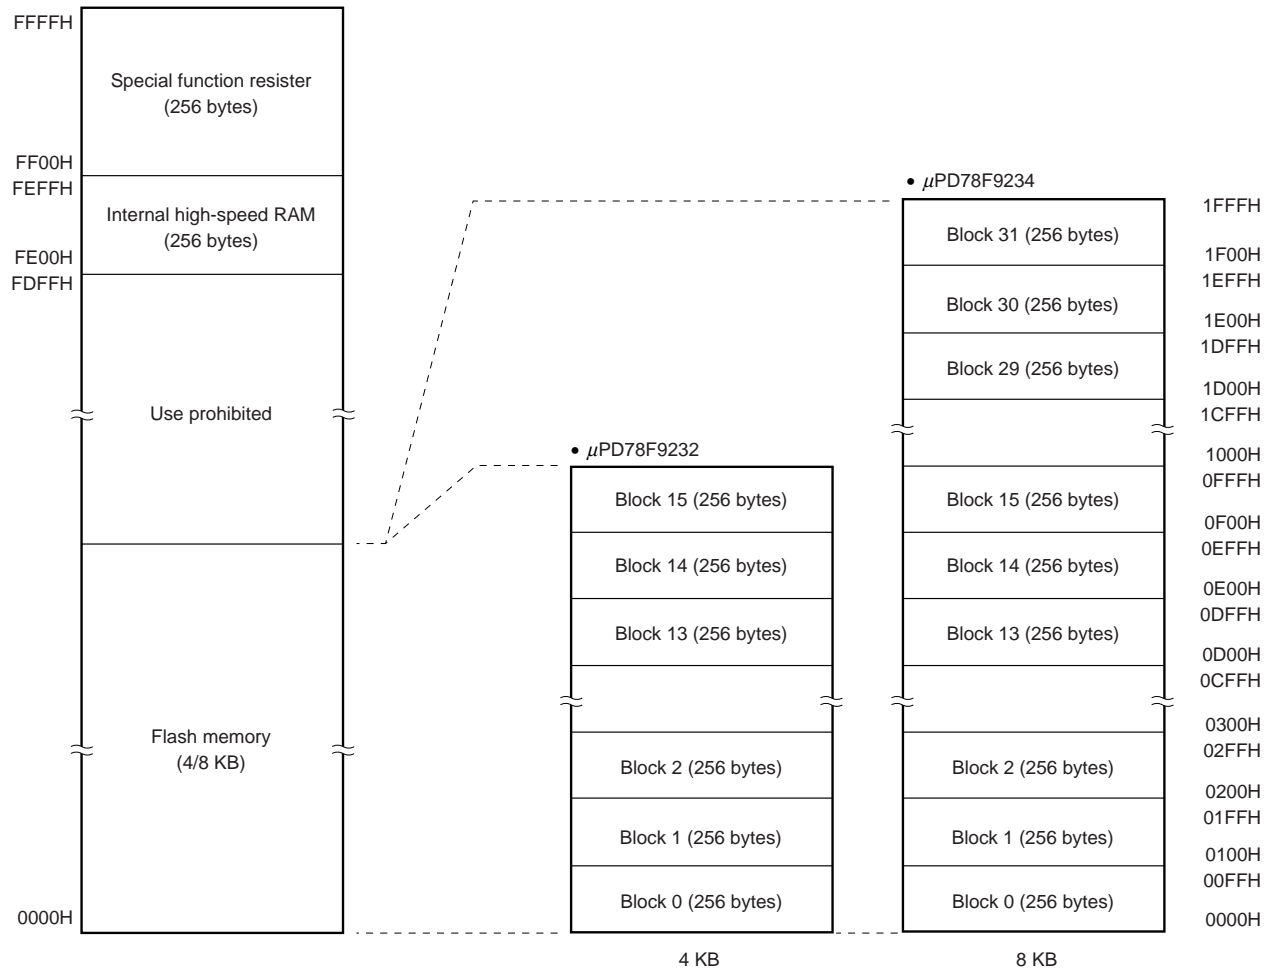 FFFFH
Special function resister
(256 bytes)
FF00H
FEFFH
Internal high-speed RAM
(256 bytes)
FE00H
FDFFH
Use prohibited
Flash memory
(4/8 KB)
0000H
• μPD78F9232
Block 15 (256 bytes)
Block 14 (256 bytes)
Block 13 (256 bytes)
Block 2 (256 bytes)
Block 1 (256 bytes)
Block 0 (256 bytes)
4 KB
• μPD78F9234
Block 31 (256 bytes)
Block 30 (256 bytes)
Block 29 (256 bytes)
Block 15 (256 bytes)
Block 14 (256 bytes)
Block 13 (256 bytes)
Block 2 (256 bytes)
Block 1 (256 bytes)
Block 0 (256 bytes)
8 KB
1FFFH
1F00H
1EFFH
1E00H
1DFFH
1D00H
1CFFH
1000H
0FFFH
0F00H
0EFFH
0E00H
0DFFH
0D00H
0CFFH
0300H
02FFH
0200H
01FFH
0100H
00FFH
0000H